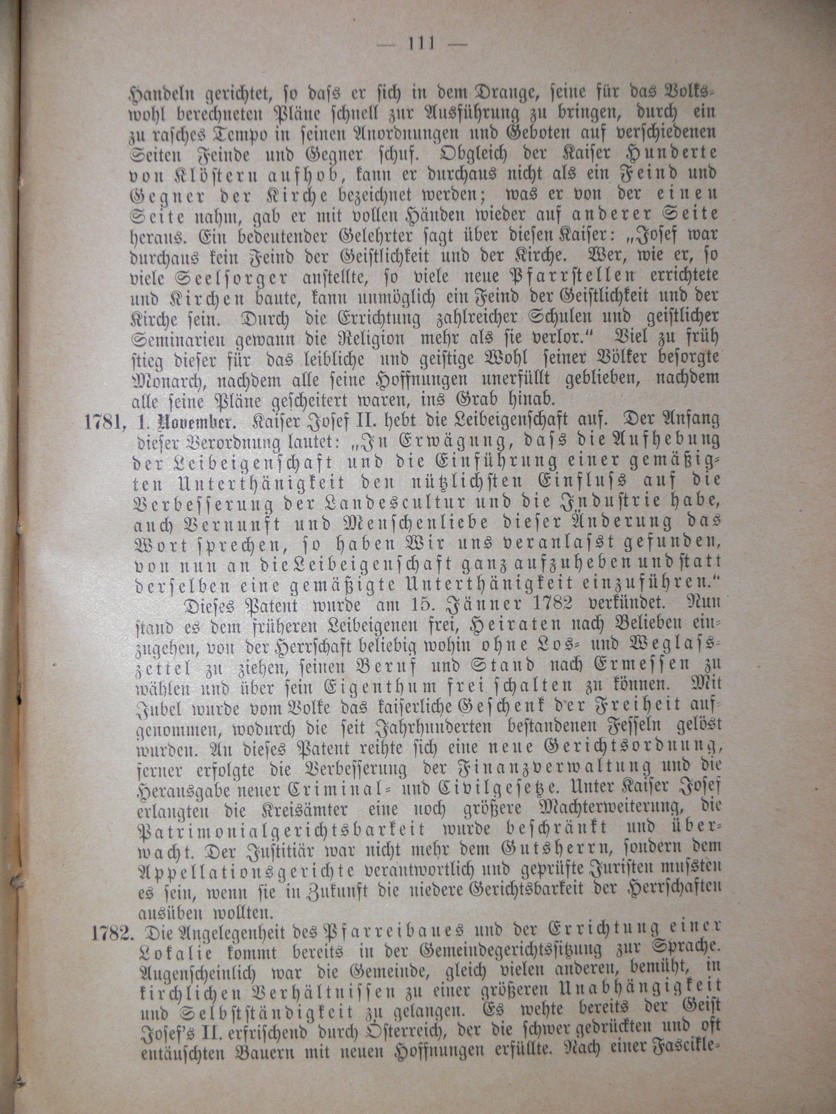 — 111 —
Handeln gerichtet, so dass er sich in dem Drange, seine für das Volks-
wohl berechneten Pläne schnell zur Ausführung zu bringen, durch ein
zu rasches Tempo in seinen Anordnungen und Geboten auf verschiedenen
Seiten Feinde und Gegner schuf. Obgleich der Kaiser Hunderte
von Klöstern aufhob, kann er durchaus nicht als ein Feind und
Gegner der Kirche bezeichnet werden; was er von der einen
Seite nahm, gab er mit vollen Händen wieder auf anderer Seite
heraus. Ein bedeutender Gelehrter sagt über diesen Kaiser: „Josef war
durchaus kein Feind der Geistlichkeit und der Kirche. Wer, wie er, so
viele Seelsorger anstellte, so viele neue Pfarrstellen errichtete
und Kirchen baute, kann unmöglich ein Feind der Geistlichkeit und der
Kirche sein. Durch die Errichtung zahlreicher Schulen und geistlicher
Seminarien gewann die Religion mehr als sie verlor.“ Viel zu früh
stieg dieser für das leibliche und geistige Wohl seiner Völker besorgte
Monarch, nachdem alle seine Hoffnungen unerfüllt geblieben, nachdem
alle seine Pläne gescheitert waren, ins Grab hinab.
1781, 1. November. Kaiser Josef II. hebt die Leibeigenschaft auf. Der Anfang
dieser Verordnung lautet: „In Erwägung, dass die Aufhebung
der Leibeigenschaft und die Einführung einer gemäßig-
ten Unterthänigkeit den nützlichsten Einfluss auf die
Verbesserung der Landescultur und die Industrie habe,
auch Vernunft und Menschenliebe dieser Änderung das
Wort sprechen, so haben Wir uns veranlasst gefunden,
von nun an die Leibeigenschaft ganz aufzuheben und statt
derselben eine gemäßigte Unterthänigkeit einzuführen.“
Dieses Patent wurde am 15. Jänner 1782 verkündet. Nun
stand es dem früheren Leibeigenen frei, Heiraten nach Belieben ein-
zugehen, von der Herrschaft beliebig wohin ohne Los- und Weglass-
zettel zu ziehen, seinen Beruf und Stand nach Ermessen zu
wählen und über sein Eigenthum frei schalten zu können. Mit
Jubel wurde vom Volke das kaiserliche Geschenk der Freiheit auf-
genommen, wodurch die seit Jahrhunderten bestandenen Fesseln gelöst
wurden. An dieses Patent reihte sich eine neue Gerichtsordnung,
ferner erfolgte die Verbesserung der Finanzverwaltung und die
Herausgabe neuer Criminal- und Civilgesetze. Unter Kaiser Josef
erlangten die Kreisämter eine noch größere Machterweiterung, die
Patrimonialgerichtsbarkeit wurde beschränkt und über-
wacht. Der Justitiär war nicht mehr dem Gutsherrn, sondern dem
Appellationsgerichte verantwortlich und geprüfte Juristen mussten
es sein, wenn sie in Zukunft die niedere Gerichtsbarkeit der Herrschaften
ausüben wollten.
1782. Die Angelegenheit des Pfarreibaues und der Errichtung einer
Lokalie kommt bereits in der Gemeindegerichtssitzung zur Sprache.
Augenscheinlich war die Gemeinde, gleich vielen anderen, bemüht, in
kirchlichen Verhältnissen zu einer größeren Unabhängigkeit
und Selbstständigkeit zu gelangen. Es wehte bereits der Geist
Josef's II. erfrischend durch Österreich, der die schwer gedrückten und oft
entäuschten Bauern mit neuen Hoffnungen erfüllte. Nach einer Fascikle-